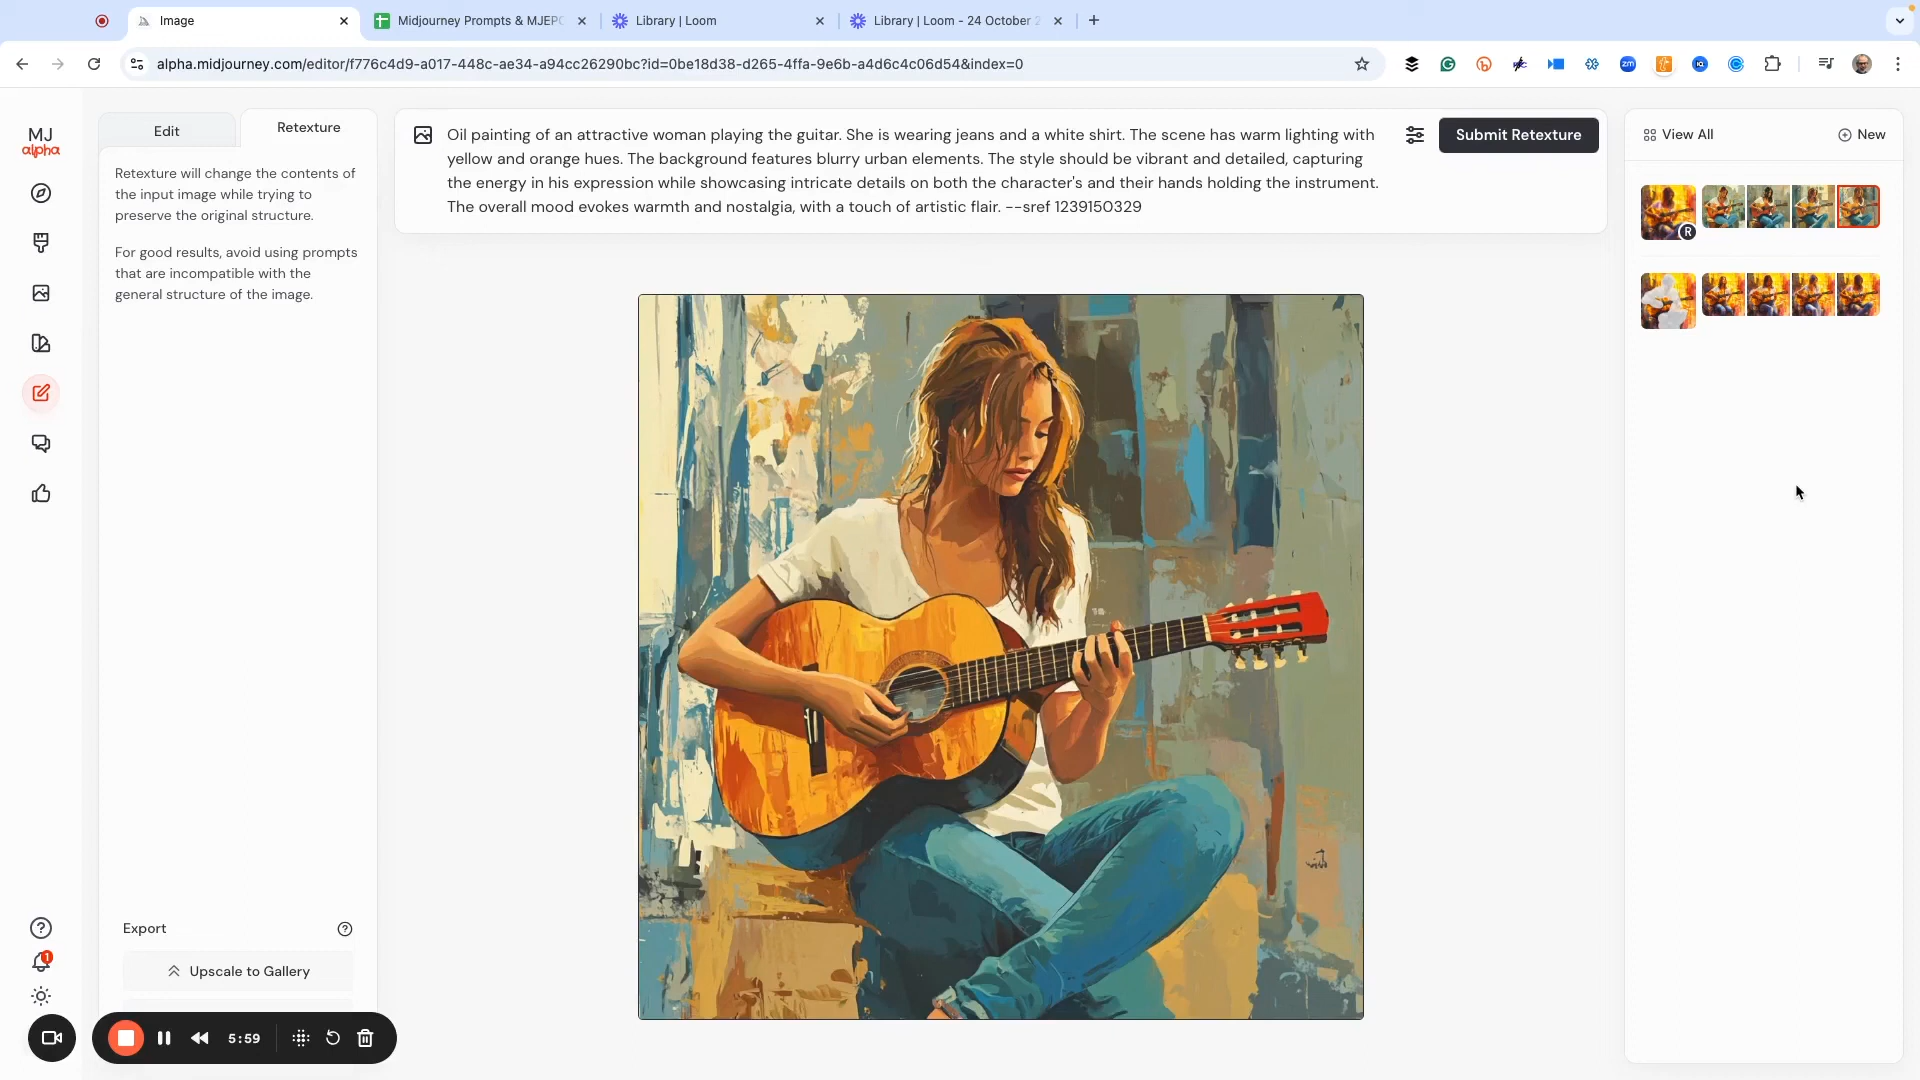 Image
Midjourney Prompts & MJEPC
Library | Loom
Library | Loom - 24 October 2
alpha.midjourney.com/editor/f776c4d9-a017-448c-ae34-a94cc26290bc?id=0be18d38-d265-4ffa-9e6b-a4d6c4c06d54&index=0
MJ
alpha
Edit
Retexture
Retexture will change the contents of
the input image while trying to
preserve the original structure.
For good results, avoid using prompts
that are incompatible with the
general structure of the image.
Oil painting of an attractive woman playing the guitar. She is wearing jeans and a white shirt. The scene has warm lighting with
yellow and orange hues. The background features blurry urban elements. The style should be vibrant and detailed, capturing
the energy in his expression while showcasing intricate details on both the character's and their hands holding the instrument.
The overall mood evokes warmth and nostalgia, with a touch of artistic flair. --sref 1239150329
Submit Retexture
View All
New
R
Export
Upscale to Gallery
1
5:59